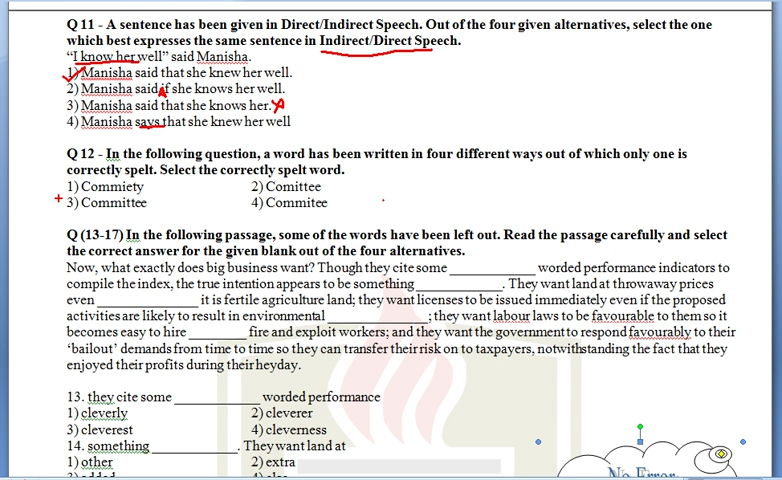 Q 11 - A sentence has been given in Direct/Indirect Speech. Out of the four given alternatives, select the one
which best expresses the same sentence in Indirect/Direct Speech.
“I know her well” said Manisha.
1) Manisha said that she knew her well.
2) Manisha said if she knows her well.
3) Manisha said that she knows her.
4) Manisha says that she knew her well
Q 12 - In the following question, a word has been written in four different ways out of which only one is
correctly spelt. Select the correctly spelt word.
1) Commiety 2) Comittee
3) Committee 4) Commitee
Q (13-17) In the following passage, some of the words have been left out. Read the passage carefully and select
the correct answer for the given blank out of the four alternatives.
Now, what exactly does big business want? Though they cite some ____________ worded performance indicators to
compile the index, the true intention appears to be something ____________. They want land at throwaway prices
even ______________ it is fertile agriculture land; they want licenses to be issued immediately even if the proposed
activities are likely to result in environmental ______________; they want labour laws to be favourable to them so it
becomes easy to hire ________ fire and exploit workers; and they want the government to respond favourably to their
‘bailout’ demands from time to time so they can transfer their risk on to taxpayers, notwithstanding the fact that they
enjoyed their profits during their heyday.
13. they cite some ____________ worded performance
1) cleverly 2) cleverer
3) cleverest 4) cleverness
14. something ____________. They want land at
1) other 2) extra
3) added 4) else
No Error